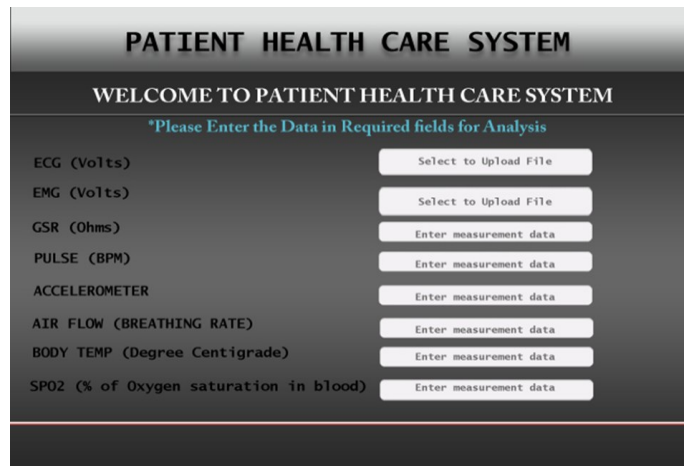 PATIENT HEALTH CARE SYSTEM
WELCOME TO PATIENT HEALTH CARE SYSTEM
*Please Enter the Data in Required fields for Analysis
ECG (Volts) Select to Upload File
EMG (Volts) Select to Upload File
GSR (Ohms) Enter measurement data
PULSE (BPM) Enter measurement data
ACCELEROMETER Enter measurement data
AIR FLOW (BREATHING RATE) Enter measurement data
BODY TEMP (Degree Centigrade) Enter measurement data
SPO2 (% of Oxygen saturation in blood) Enter measurement data